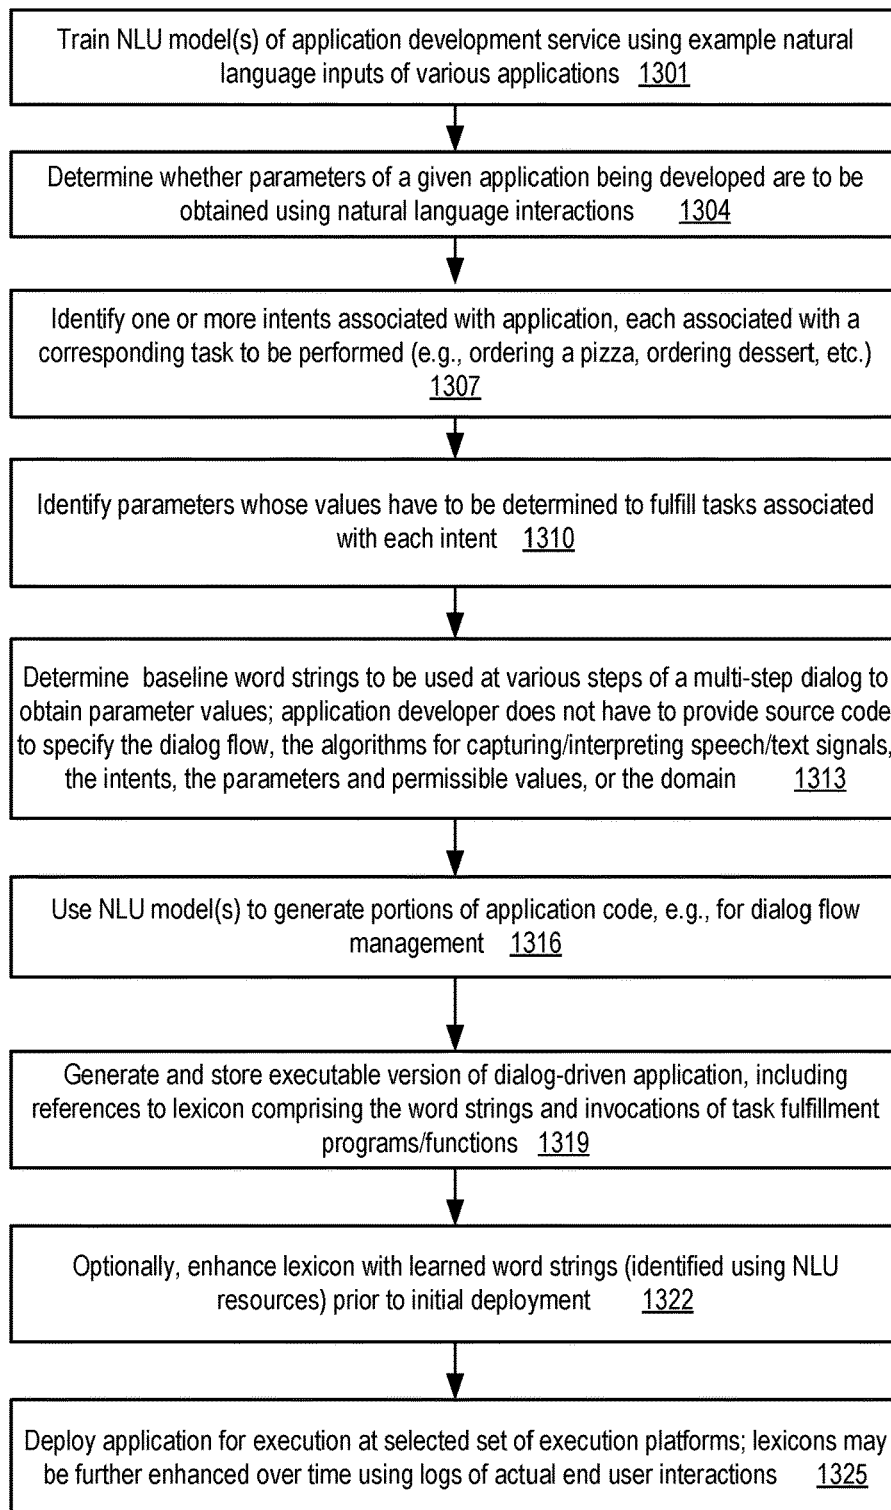 Train NLU model(s) of application development service using example natural
language inputs of various applications 1301
Determine whether parameters of a given application being developed are to be
obtained using natural language interactions 1304
Identify one or more intents associated with application, each associated with a
corresponding task to be performed (e.g., ordering a pizza, ordering dessert, etc.)
1307
Identify parameters whose values have to be determined to fulfill tasks associated
with each intent 1310
Determine baseline word strings to be used at various steps of a multi-step dialog to
obtain parameter values; application developer does not have to provide source code
to specify the dialog flow, the algorithms for capturing/interpreting speech/text signals,
the intents, the parameters and permissible values, or the domain 1313
Use NLU model(s) to generate portions of application code, e.g., for dialog flow
management 1316
Generate and store executable version of dialog-driven application, including
references to lexicon comprising the word strings and invocations of task fulfillment
programs/functions 1319
Optionally, enhance lexicon with learned word strings (identified using NLU
resources) prior to initial deployment 1322
Deploy application for execution at selected set of execution platforms; lexicons may
be further enhanced over time using logs of actual end user interactions 1325